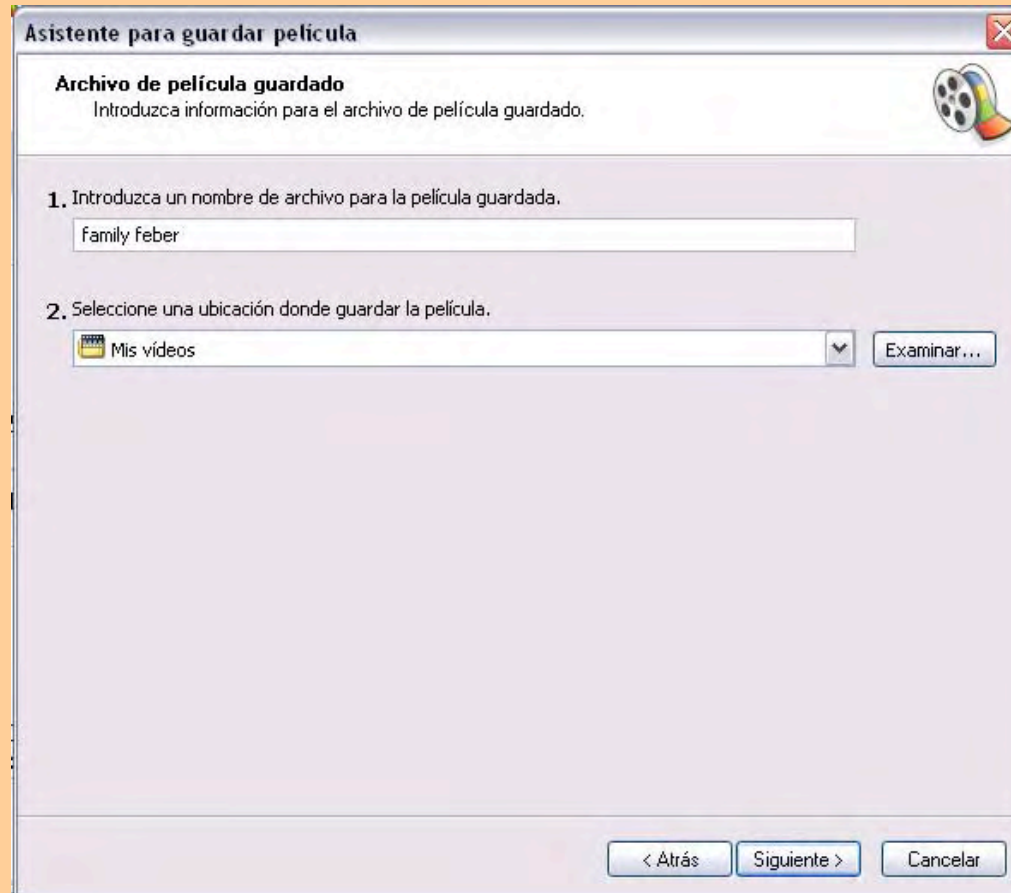 Asistente para guardar película
Archivo de película guardado
Introduzca información para el archivo de película guardado.
1. Introduzca un nombre de archivo para la película guardada.
family feber
2. Seleccione una ubicación donde guardar la película.
Mis vídeos
Examinar...
< Atrás
Siguiente >
Cancelar